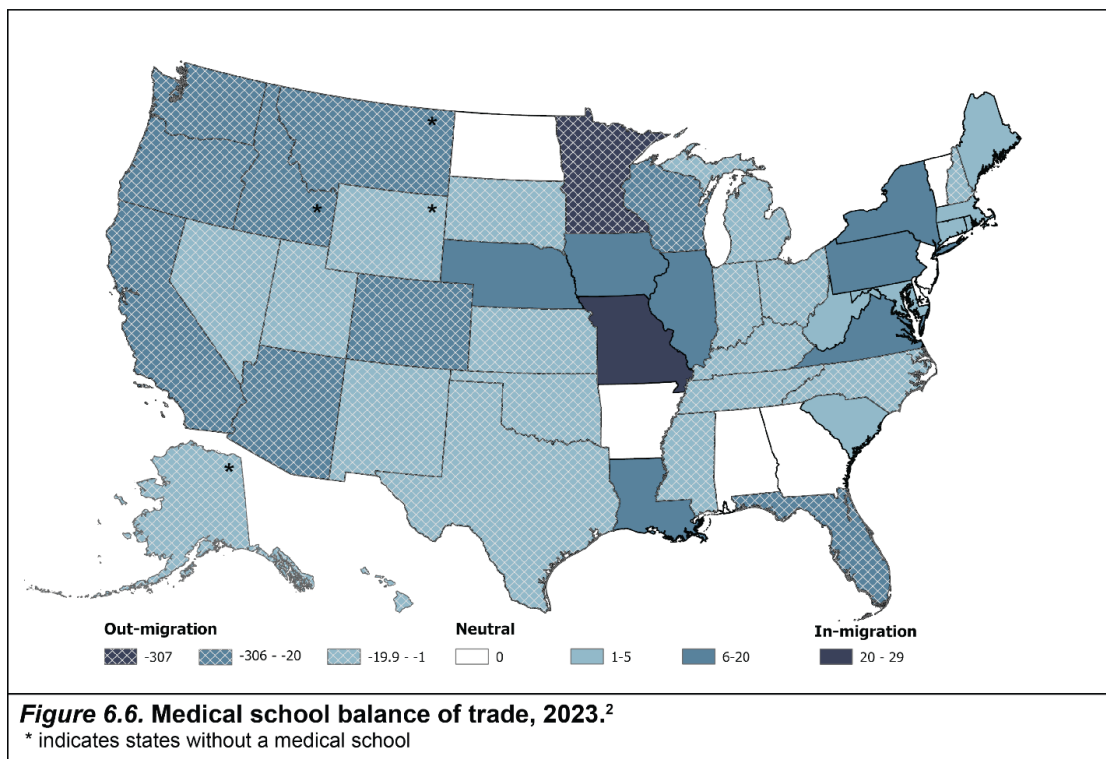 *
*
*
*
Out-migration Neutral In-migration
-307 -306 - -20 -19.9 - -1 0 1-5 6-20 20 - 29
Figure 6.6. Medical school balance of trade, 2023.²
* indicates states without a medical school